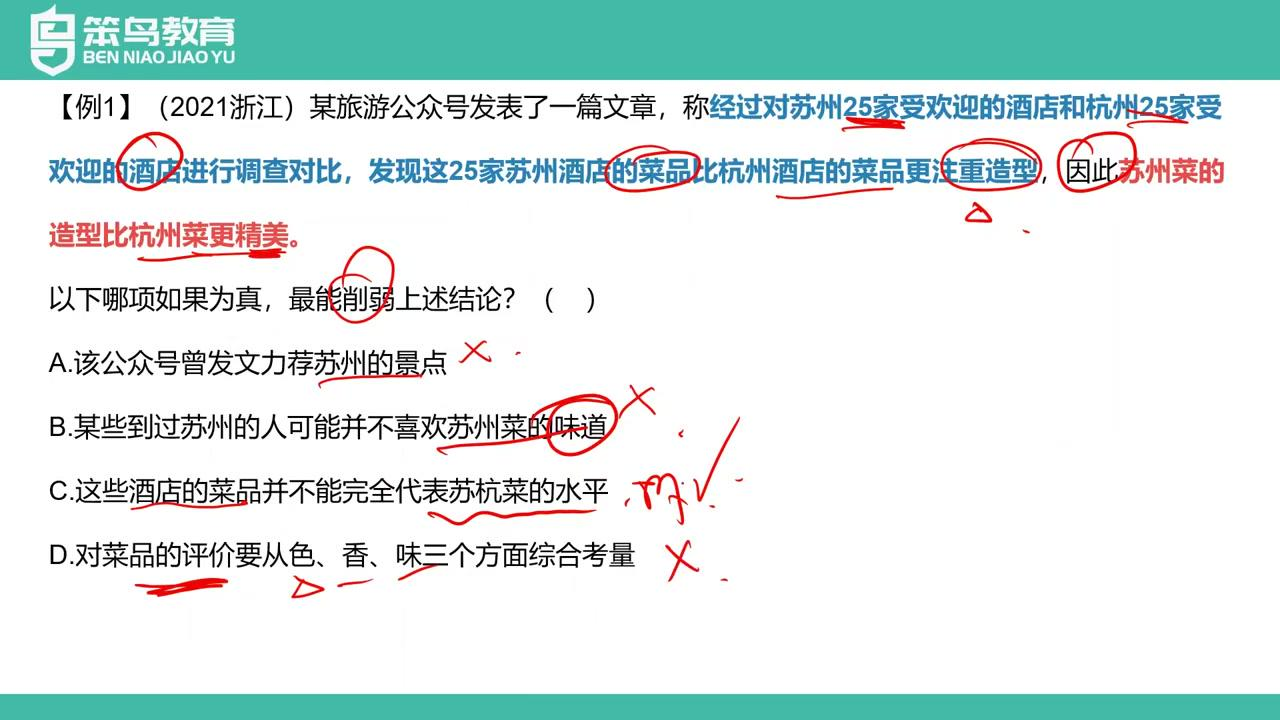 笨鸟教育
BEN NIAO JIAO YU
【例1】（2021浙江）某旅游公众号发表了一篇文章，称经过对苏州25家受欢迎的酒店和杭州25家受
欢迎的酒店进行调查对比，发现这25家苏州酒店的菜品比杭州酒店的菜品更注重造型，因此苏州菜的
造型比杭州菜更精美。
以下哪项如果为真，最能削弱上述结论？（ ）
A.该公众号曾发文力荐苏州的景点
B.某些到过苏州的人可能并不喜欢苏州菜的味道
C.这些酒店的菜品并不能完全代表苏杭菜的水平
D.对菜品的评价要从色、香、味三个方面综合考量